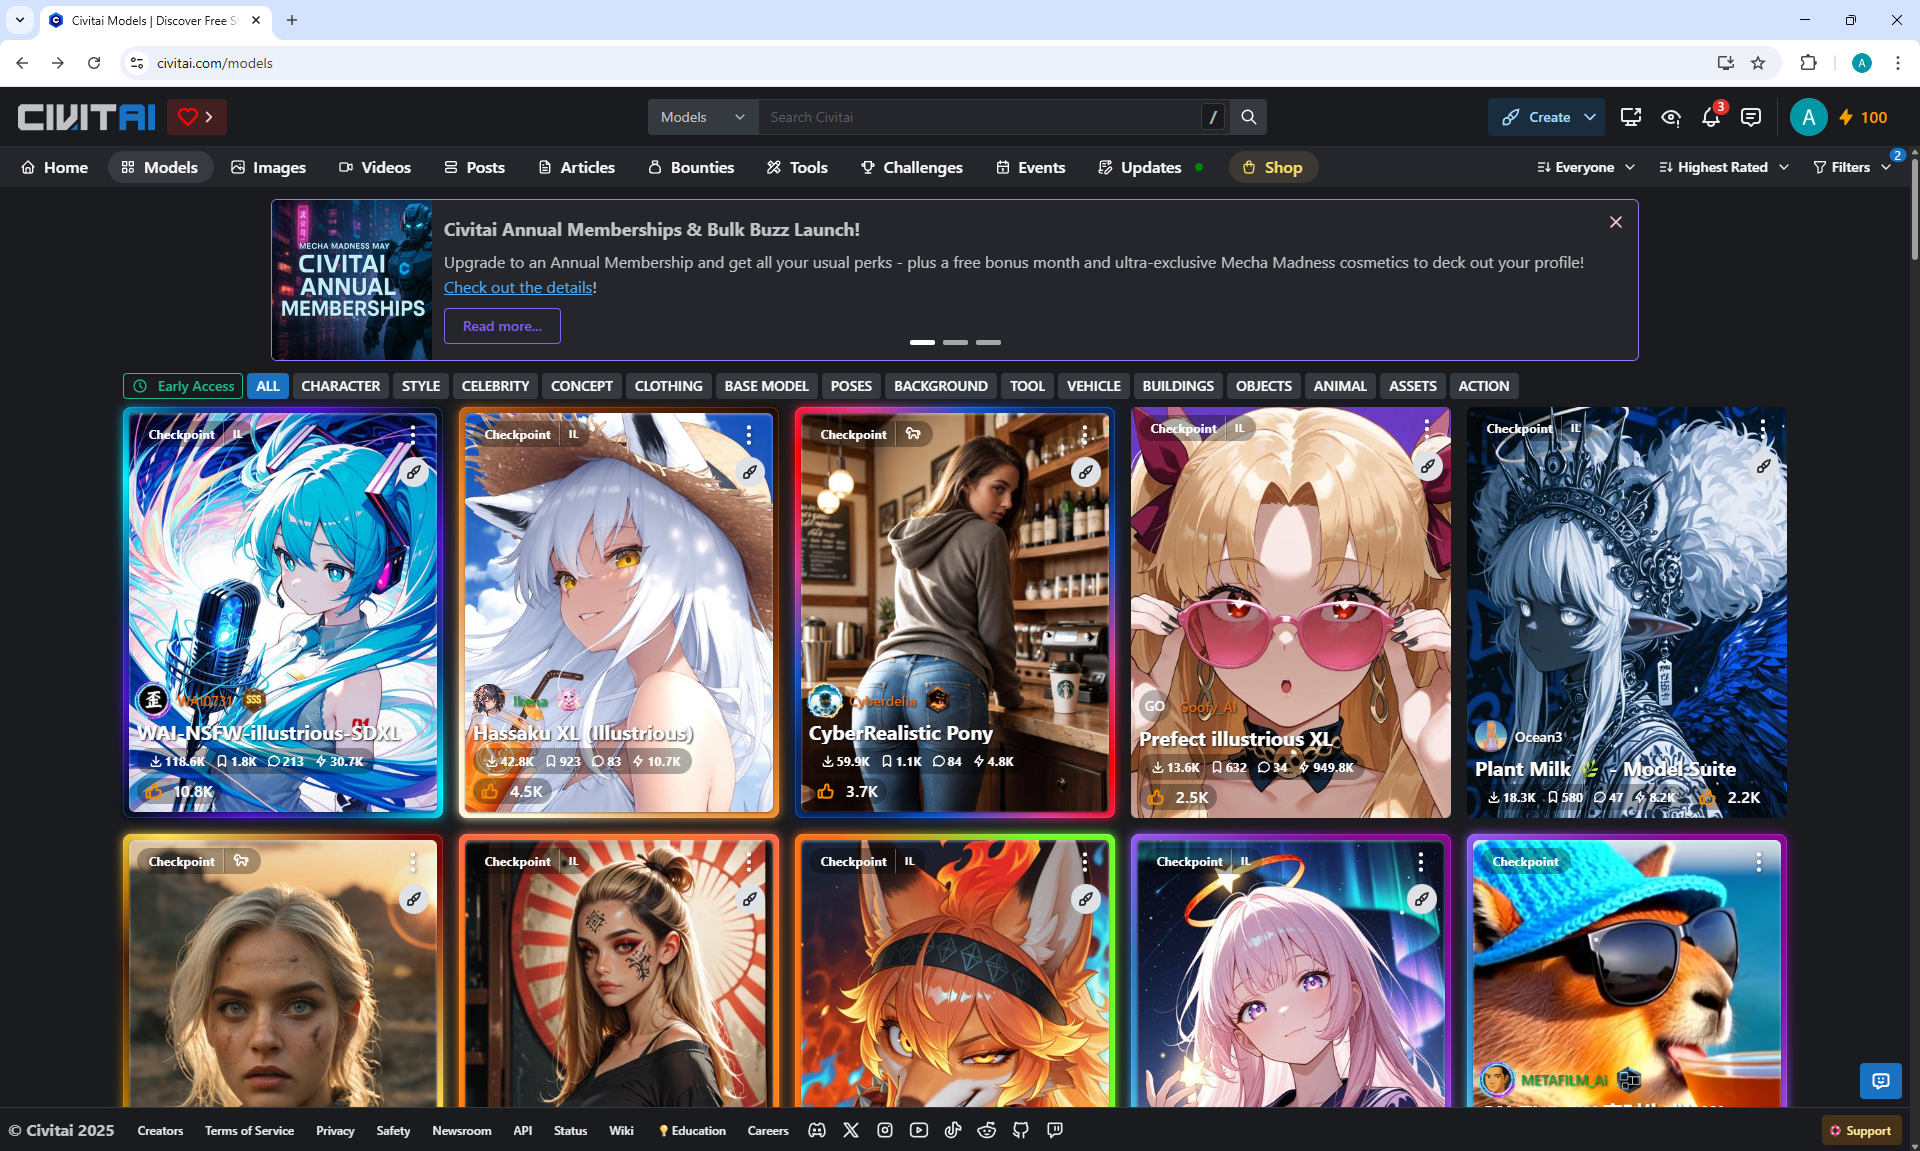 Civitai Models | Discover Free S
civitai.com/models
A
CIVITAI
Models
Search Civitai
/
Create
3
A
100
Home
Models
Images
Videos
Posts
Articles
Bounties
Tools
Challenges
Events
Updates
Shop
Everyone
Highest Rated
Filters
2
MECHA MADNESS MAY
CIVITAI
ANNUAL
MEMBERSHIPS
Civitai Annual Memberships & Bulk Buzz Launch!
Upgrade to an Annual Membership and get all your usual perks - plus a free bonus month and ultra-exclusive Mecha Madness cosmetics to deck out your profile!
Check out the details!
Read more...
Early Access
ALL
CHARACTER
STYLE
CELEBRITY
CONCEPT
CLOTHING
BASE MODEL
POSES
BACKGROUND
TOOL
VEHICLE
BUILDINGS
OBJECTS
ANIMAL
ASSETS
ACTION
Checkpoint IL
歪
WAI0731
SSS
01
WAI-NSFW-illustrious-SDXL
118.6K 1.8K 213 30.7K
10.8K
Checkpoint IL
Ikena
Hassaku XL (Illustrious)
42.8K 923 83 10.7K
4.5K
Checkpoint
Cyberdelia
CyberRealistic Pony
59.9K 1.1K 84 4.8K
3.7K
Checkpoint IL
GO
Goofy_Ai
Prefect illustrious XL
13.6K 632 34 949.8K
2.5K
Checkpoint IL
Ocean3
Plant Milk 🌿 - Model Suite
18.3K 580 47 8.2K 2.2K
Checkpoint
Checkpoint IL
Checkpoint IL
Checkpoint IL
Checkpoint
METAFILM_Ai
© Civitai 2025
Creators
Terms of Service
Privacy
Safety
Newsroom
API
Status
Wiki
Education
Careers
Support